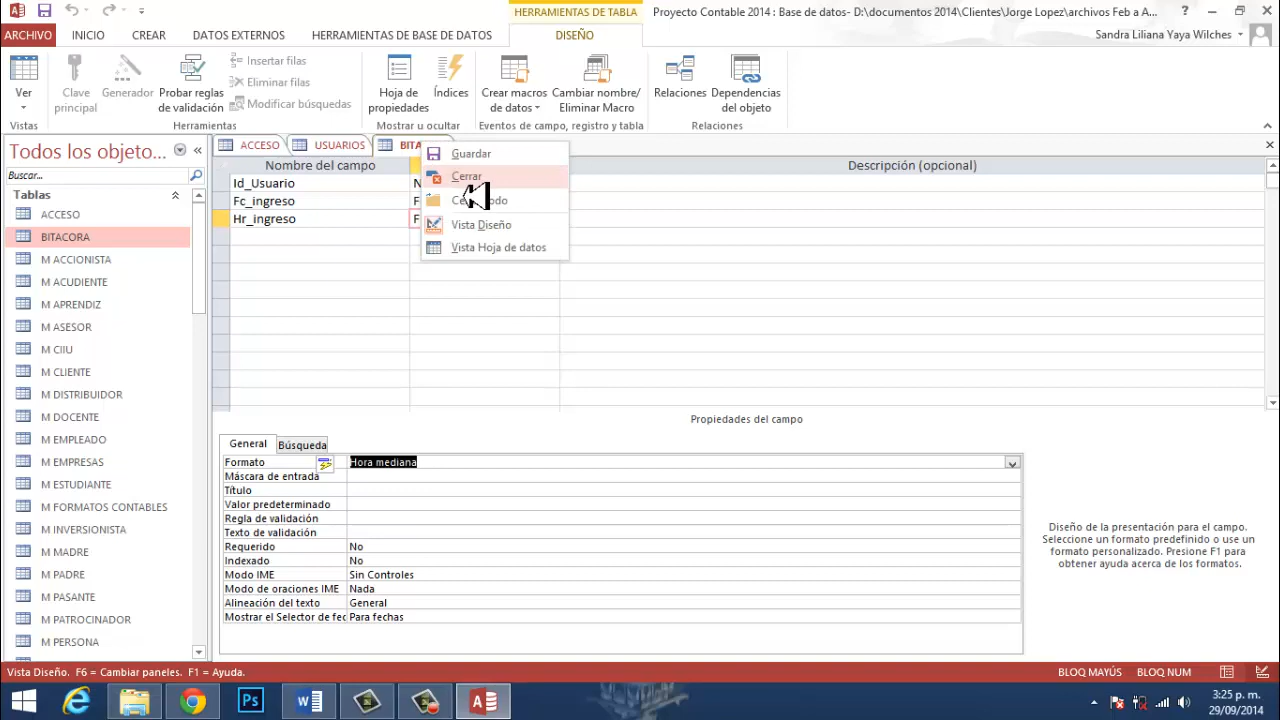 HERRAMIENTAS DE TABLA
Proyecto Contable 2014 : Base de datos- D:\documentos 2014\Clientes\Jorge Lopez\archivos Feb a A...
ARCHIVO INICIO CREAR DATOS EXTERNOS HERRAMIENTAS DE BASE DE DATOS DISEÑO
Sandra Liliana Yaya Wilches
Ver
Clave principal
Generador
Probar reglas de validación
Insertar filas
Eliminar filas
Modificar búsquedas
Hoja de propiedades
Índices
Crear macros de datos
Cambiar nombre/ Eliminar Macro
Relaciones
Dependencias del objeto
Vistas
Herramientas
Mostrar u ocultar
Eventos de campo, registro y tabla
Relaciones
Todos los objeto...
Buscar...
Tablas
ACCESO
BITACORA
M ACCIONISTA
M ACUDIENTE
M APRENDIZ
M ASESOR
M CIIU
M CLIENTE
M DISTRIBUIDOR
M DOCENTE
M EMPLEADO
M EMPRESAS
M ESTUDIANTE
M FORMATOS CONTABLES
M INVERSIONISTA
M MADRE
M PADRE
M PASANTE
M PATROCINADOR
M PERSONA
ACCESO USUARIOS
Nombre del campo
Descripción (opcional)
Id_Usuario
Fc_ingreso
Hr_ingreso
Guardar
Cerrar
Vista Diseño
Vista Hoja de datos
Propiedades del campo
General Búsqueda
Formato Hora mediana
Máscara de entrada
Título
Valor predeterminado
Regla de validación
Texto de validación
Requerido No
Indexado No
Modo IME Sin Controles
Modo de oraciones IME Nada
Alineación del texto General
Mostrar el Selector de fec Para fechas
Diseño de la presentación para el campo.
Seleccione un formato predefinido o use un
formato personalizado. Presione F1 para
obtener ayuda acerca de los formatos.
Vista Diseño. F6 = Cambiar paneles. F1 = Ayuda.
BLOQ MAYÚS BLOQ NUM
3:25 p. m.
29/09/2014